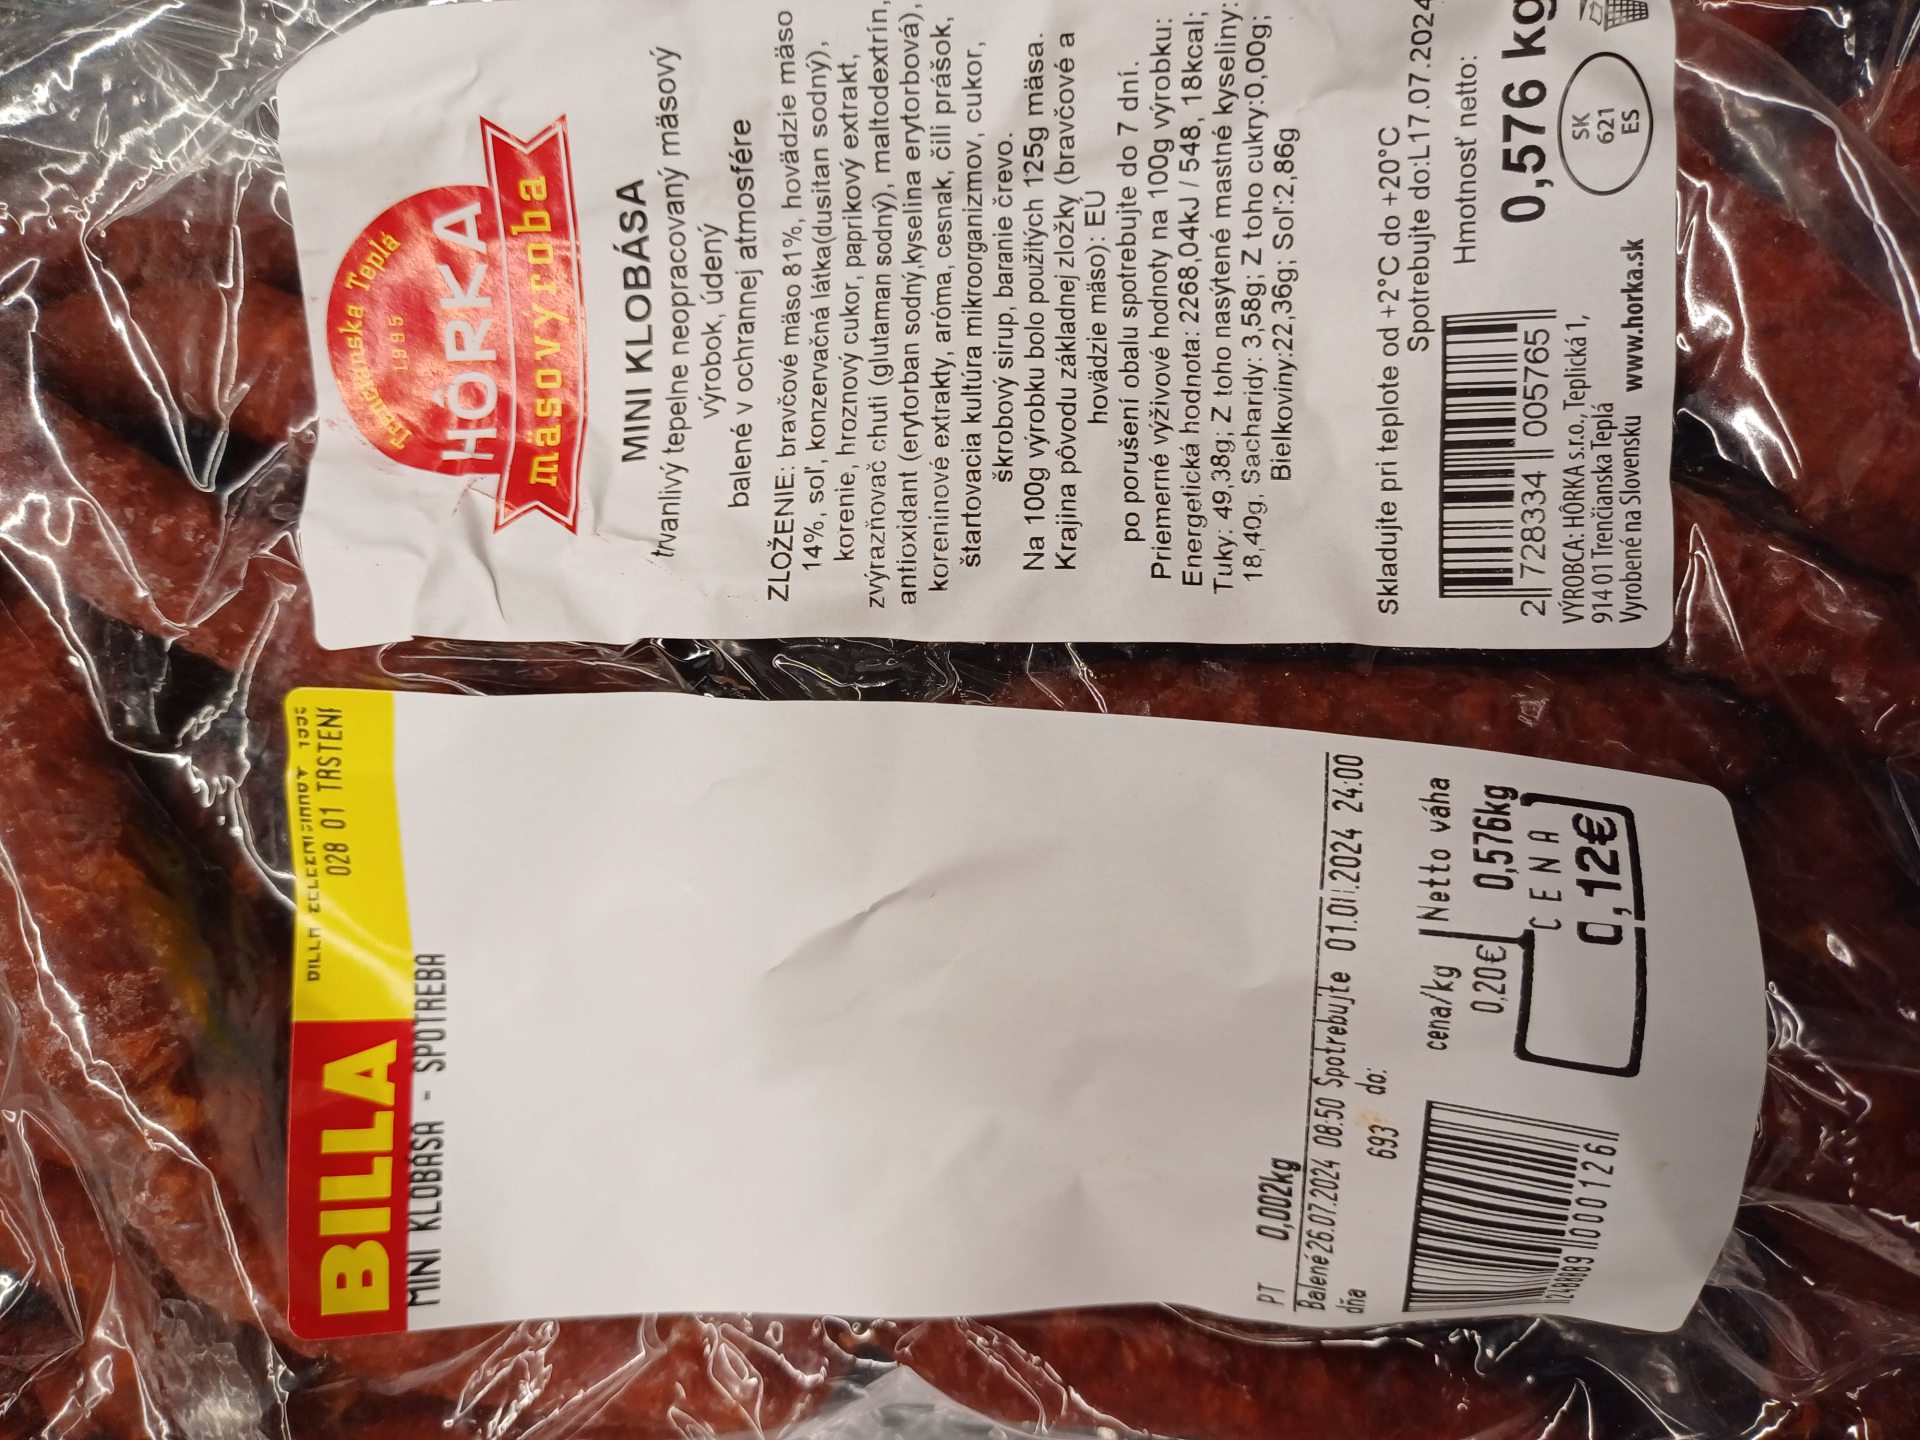 BILLA
028 01 TRSTEN
MINI KLOBÁSA - SPOTREBA
PT 0,002kg
Balené 26.07.2024 08:50 Spotrebujte 01.01.2024 24:00
dňa 693 do:
cena/kg Netto váha
0,20€ 0,576kg
CENA
0,12€
2488889 000126
Trenčianska Teplá
1995
HÔRKA
mäsovýroba
MINI KLOBÁSA
trvanlivý tepelne neopracovaný mäsový
výrobok, údený
balené v ochrannej atmosfére
ZLOŽENIE: bravčové mäso 81%, hovädzie mäso
14%, soľ, konzervačná látka(dusitan sodný),
korenie, hroznový cukor, paprikový extrakt,
zvýrazňovač chuti (glutaman sodný), maltodextrín,
antioxidant (erytorban sodný,kyselina erytorbová),
koreninové extrakty, aróma, cesnak, čili prášok,
štartovacia kultúra mikroorganizmov, cukor,
škrobový sirup, baranie črevo.
Na 100g výrobku bolo použitých 125g mäsa.
Krajina pôvodu základnej zložky (bravčové a
hovädzie mäso): EÚ
po porušení obalu spotrebujte do 7 dní.
Priemerné výživové hodnoty na 100g výrobku:
Energetická hodnota: 2268,04kJ / 548, 18kcal;
Tuky: 49,38g; Z toho nasýtené mastné kyseliny:
18,40g, Sacharidy: 3,58g; Z toho cukry:0,00g;
Bielkoviny:22,36g; Soľ:2,86g
Skladujte pri teplote od +2°C do +20°C
Spotrebujte do:L17.07.2024
Hmotnosť netto:
0,576 kg
2 728334 005765
SK
621
ES
VÝROBCA: HÔRKA s.r.o., Teplická 1,
914 01 Trenčianska Teplá
Vyrobené na Slovensku www.horka.sk